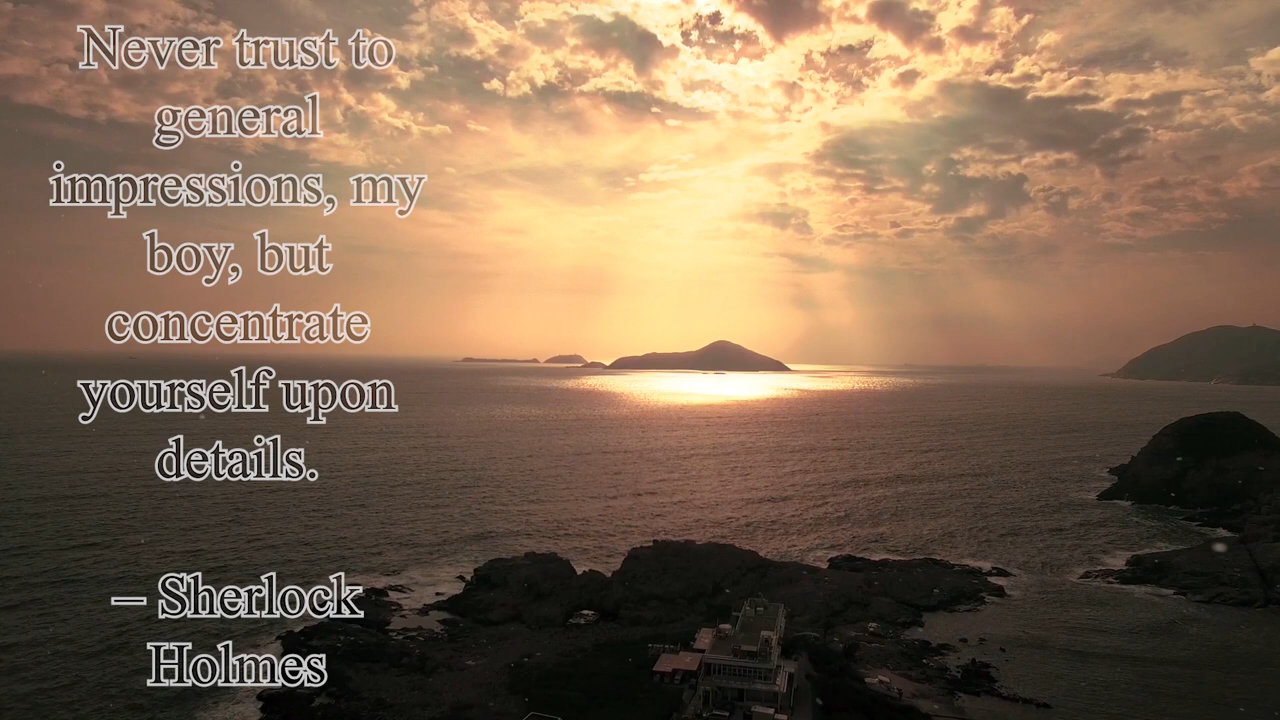 Never trust to
general
impressions, my
boy, but
concentrate
yourself upon
details.
– Sherlock
Holmes